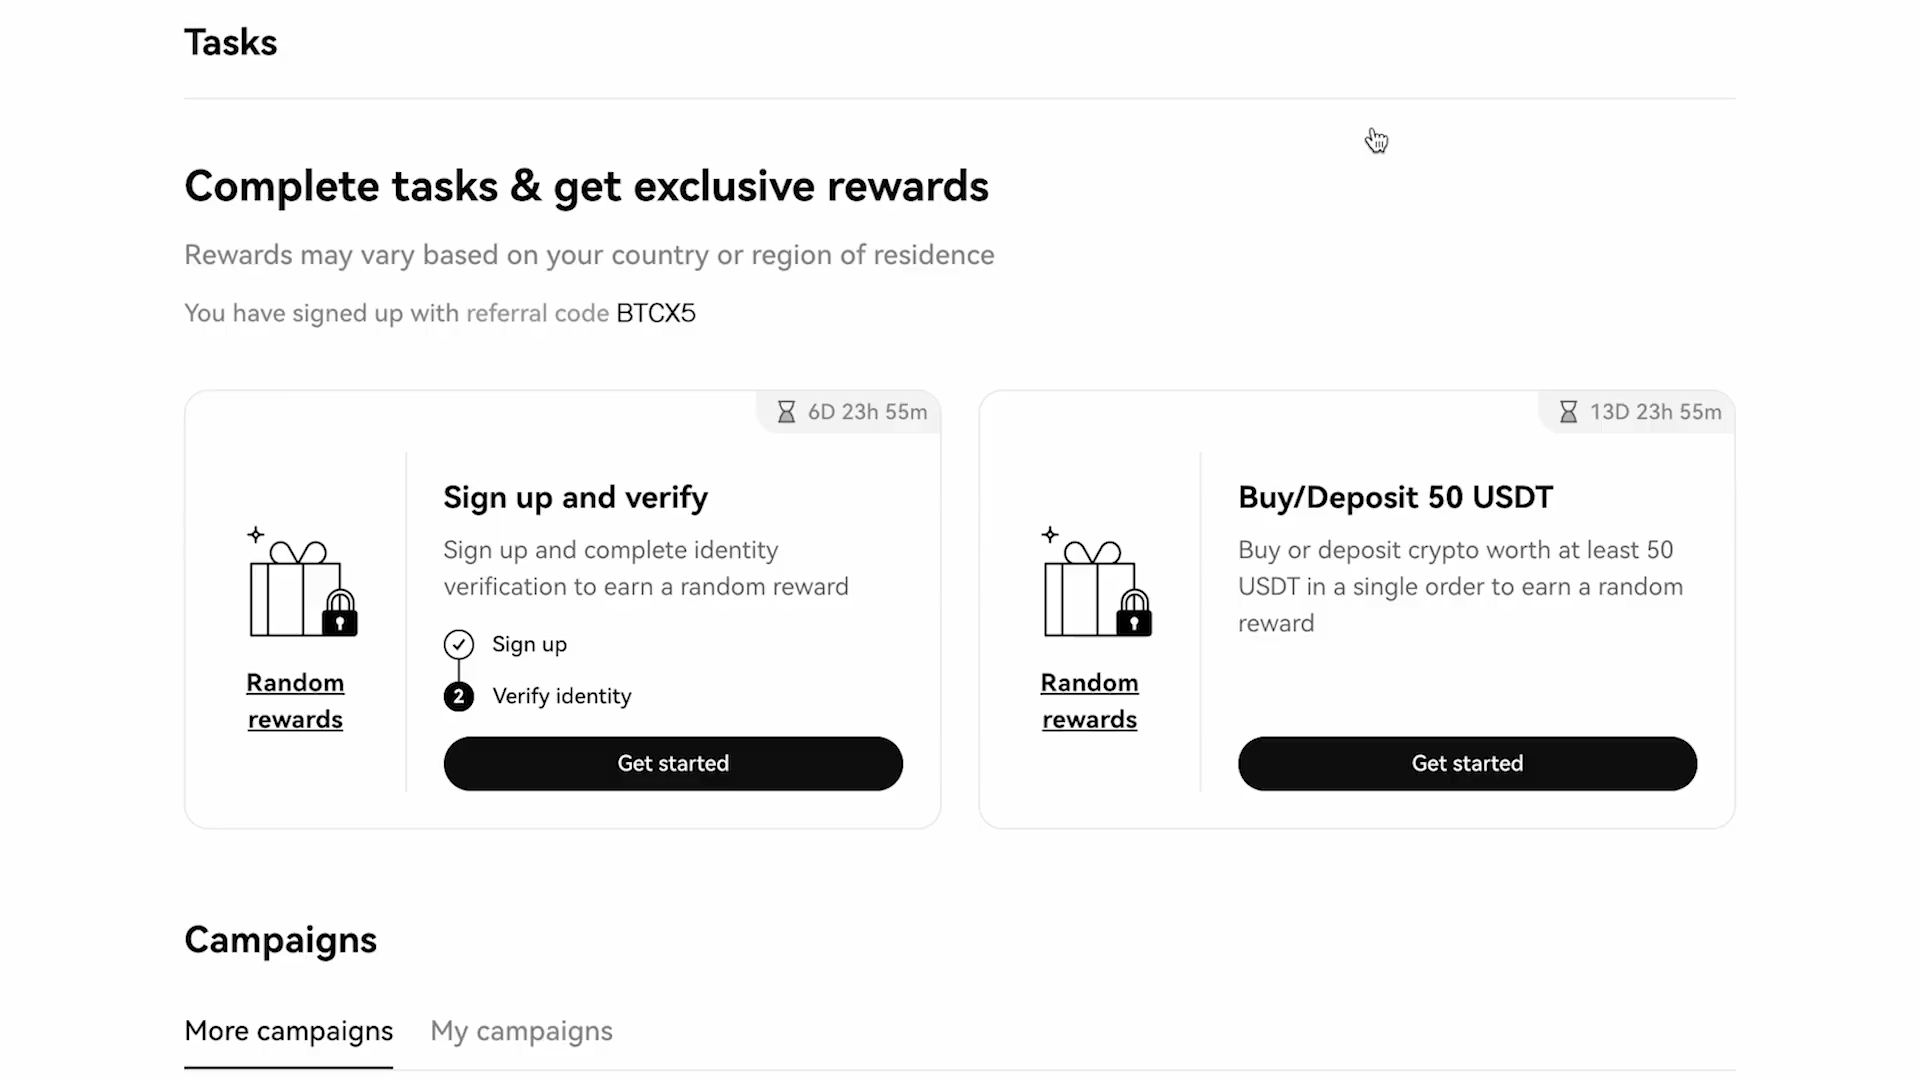 Tasks
Complete tasks & get exclusive rewards
Rewards may vary based on your country or region of residence
You have signed up with referral code BTCX5
6D 23h 55m
Sign up and verify
Sign up and complete identity
verification to earn a random reward
Sign up
2 Verify identity
Random
rewards
Get started
13D 23h 55m
Buy/Deposit 50 USDT
Buy or deposit crypto worth at least 50
USDT in a single order to earn a random
reward
Random
rewards
Get started
Campaigns
More campaigns My campaigns